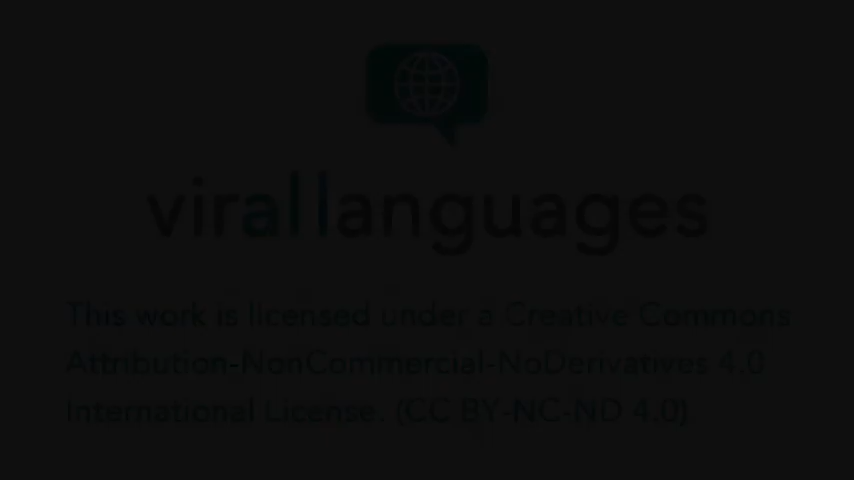 virallanguages
This work is licensed under a Creative Commons
Attribution-NonCommercial-NoDerivatives 4.0
International License. (CC BY-NC-ND 4.0)